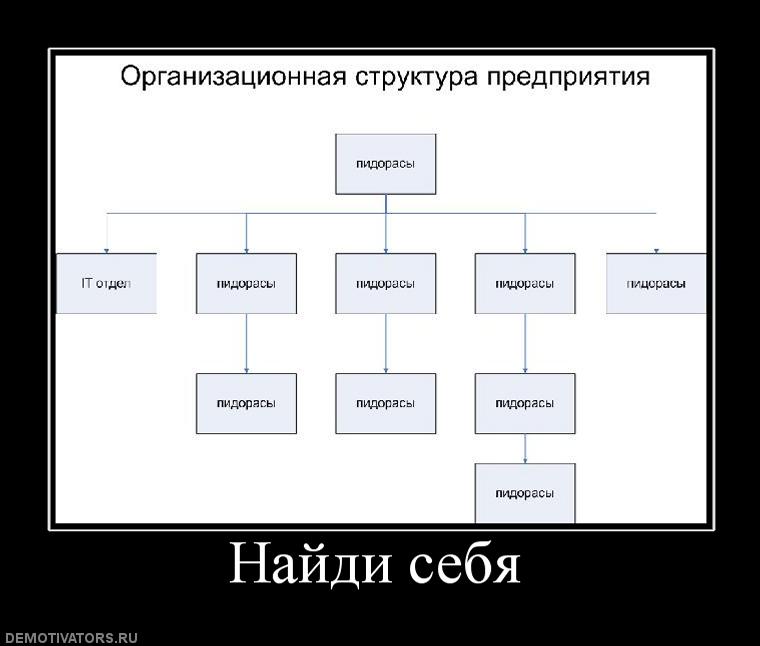 Организационная структура предприятия
пидорасы
IT отдел
пидорасы
пидорасы
пидорасы
пидорасы
пидорасы
пидорасы
пидорасы
пидорасы
Найди себя
DEMOTIVATORS.RU